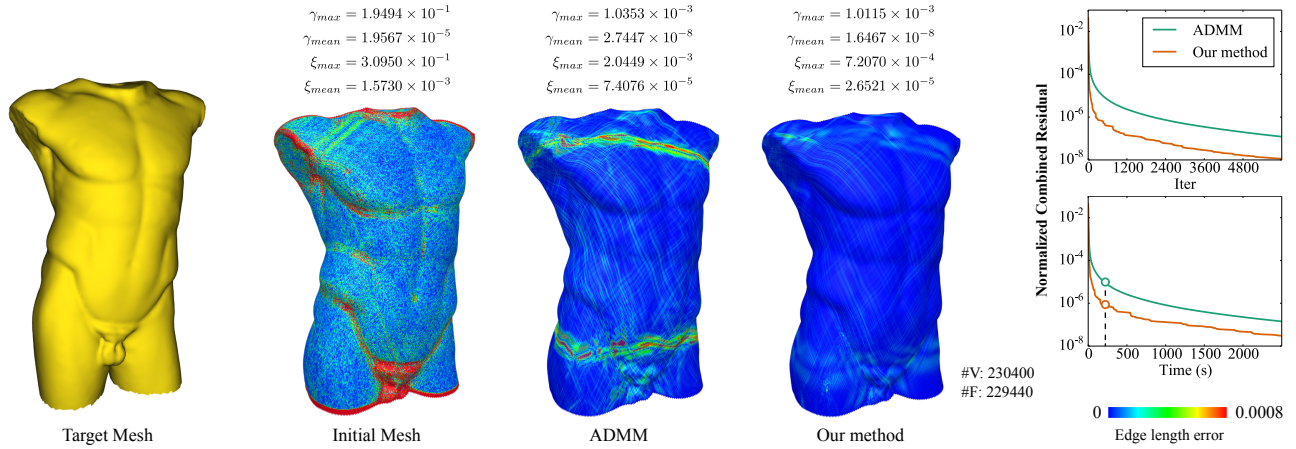 γmax = 1.9494 × 10⁻¹
γmean = 1.9567 × 10⁻⁵
ξmax = 3.0950 × 10⁻¹
ξmean = 1.5730 × 10⁻³
γmax = 1.0353 × 10⁻³
γmean = 2.7447 × 10⁻⁸
ξmax = 2.0449 × 10⁻³
ξmean = 7.4076 × 10⁻⁵
γmax = 1.0115 × 10⁻³
γmean = 1.6467 × 10⁻⁸
ξmax = 7.2070 × 10⁻⁴
ξmean = 2.6521 × 10⁻⁵
Target Mesh
Initial Mesh
ADMM
Our method
#V: 230400
#F: 229440
Normalized Combined Residual
10⁻²
10⁻⁴
10⁻⁶
10⁻⁸
ADMM
Our method
0 1200 2400 3600 4800
Iter
10⁻²
10⁻⁴
10⁻⁶
10⁻⁸
0 500 1000 1500 2000
Time (s)
0 0.0008
Edge length error